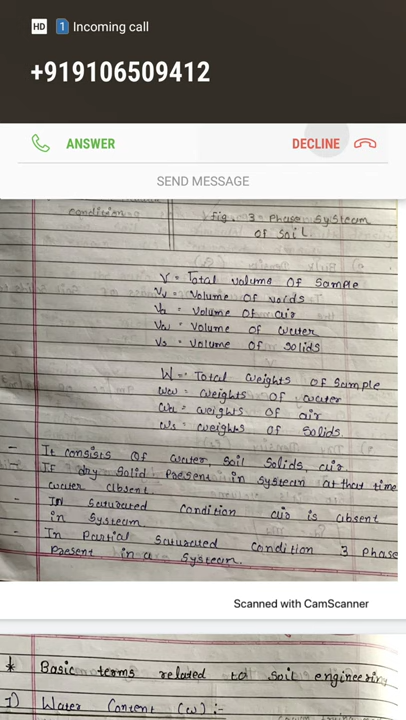 HD 1 Incoming call
+919106509412
ANSWER DECLINE
SEND MESSAGE
condition fig. 3 Phase System
of Soil.
V = Total volume of Sample
Vv = Volume of voids
Va = Volume of air
Vw = Volume of water
Vs = Volume of Solids
W = Total weights of Sample
Ww = weights of water
Wa = weights of air
Ws = weights of Solids.
- It consists of water, soil solids, air.
- If dry Solid Present in System at that time
water absent.
- In Saturated condition air is absent
in System.
- In Partial Saturated condition 3 phase
Present in a System.
Scanned with CamScanner
* Basic terms related to soil engineering
1) Water Content (w) :-